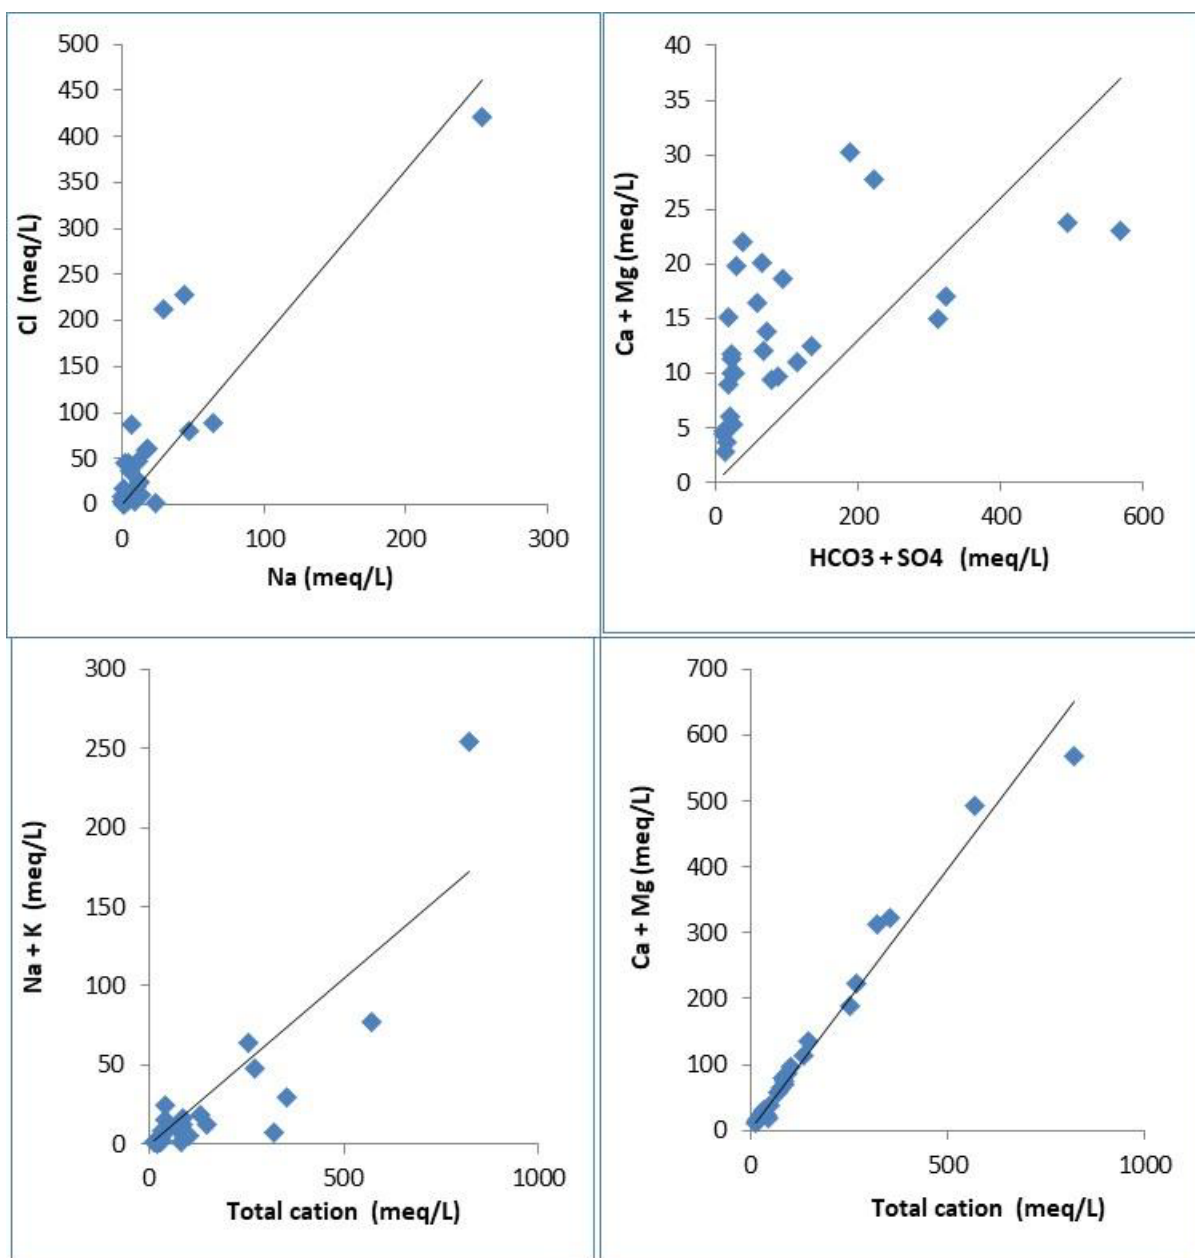 500
450
400
350
300
250
200
150
100
50
0
Cl (meq/L)
0 100 200 300
Na (meq/L)
40
35
30
25
20
15
10
5
0
Ca + Mg (meq/L)
0 200 400 600
HCO3 + SO4 (meq/L)
300
250
200
150
100
50
0
Na + K (meq/L)
0 500 1000
Total cation (meq/L)
700
600
500
400
300
200
100
0
Ca + Mg (meq/L)
0 500 1000
Total cation (meq/L)